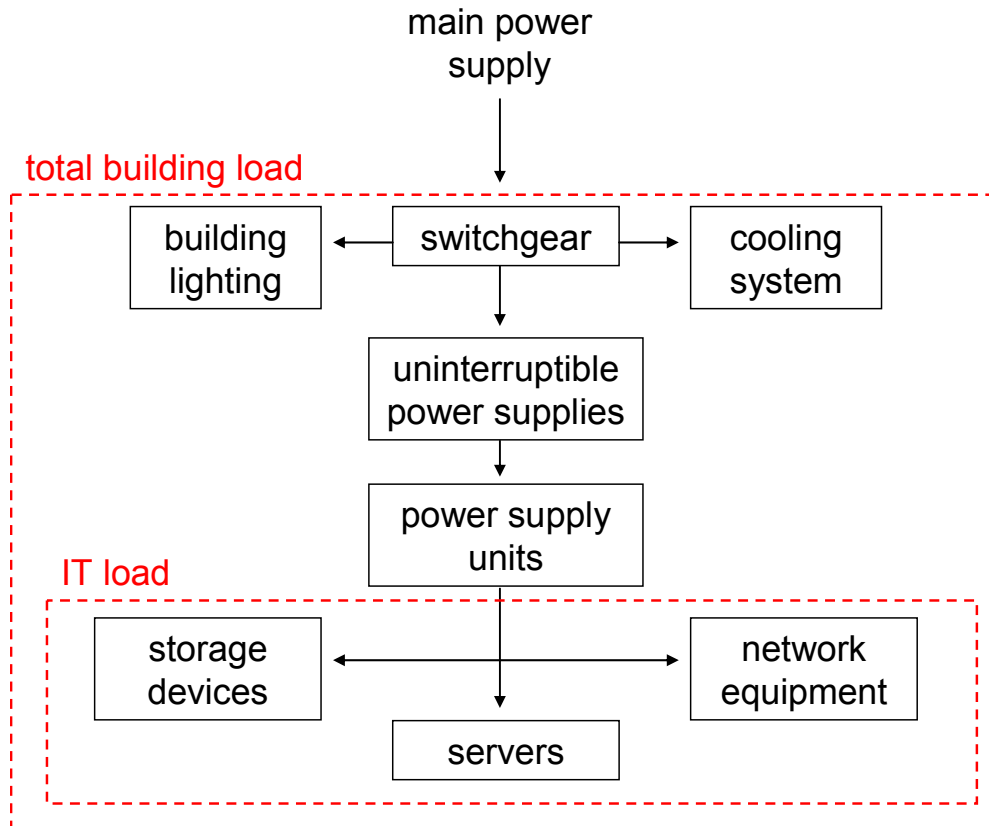 main power
supply
total building load
building
lighting
switchgear
cooling
system
uninterruptible
power supplies
power supply
units
IT load
storage
devices
network
equipment
servers